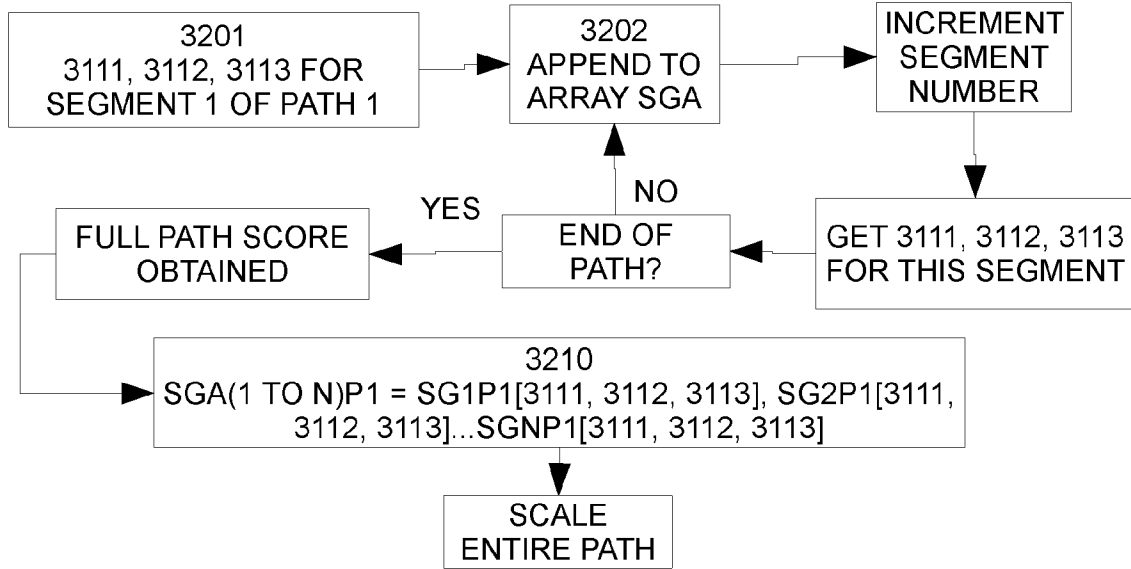 3201
3111, 3112, 3113 FOR
SEGMENT 1 OF PATH 1
3202
APPEND TO
ARRAY SGA
INCREMENT
SEGMENT
NUMBER
GET 3111, 3112, 3113
FOR THIS SEGMENT
END OF
PATH?
NO
YES
FULL PATH SCORE
OBTAINED
3210
SGA(1 TO N)P1 = SG1P1[3111, 3112, 3113], SG2P1[3111,
3112, 3113]...SGNP1[3111, 3112, 3113]
SCALE
ENTIRE PATH